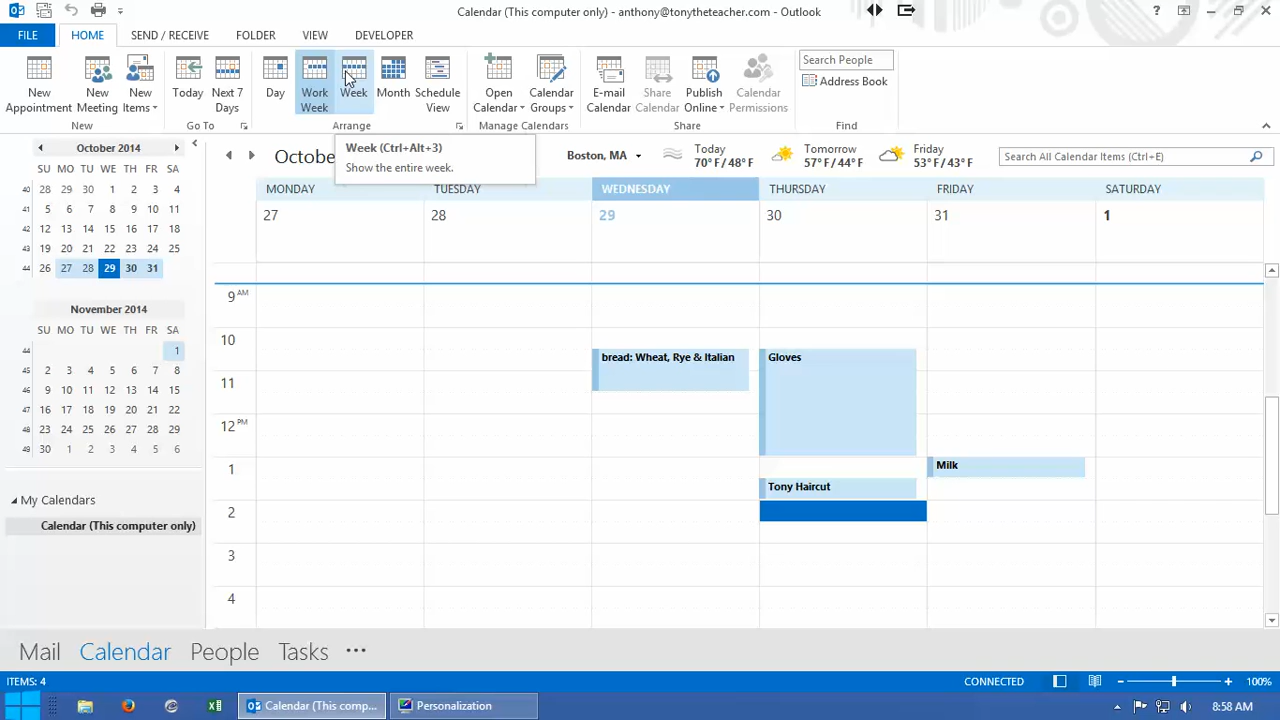 Calendar (This computer only) - anthony@tonytheteacher.com - Outlook
?
FILE HOME SEND / RECEIVE FOLDER VIEW DEVELOPER
New Appointment
New Meeting
New Items
Today
Next 7 Days
Day
Work Week
Week
Month
Schedule View
Open Calendar
Calendar Groups
E-mail Calendar
Share Calendar
Publish Online
Calendar Permissions
Search People
Address Book
New Go To Arrange Manage Calendars Share Find
Week (Ctrl+Alt+3)
Show the entire week.
October 2014
SU MO TU WE TH FR SA
40 28 29 30 1 2 3 4
41 5 6 7 8 9 10 11
42 12 13 14 15 16 17 18
43 19 20 21 22 23 24 25
44 26 27 28 29 30 31
November 2014
SU MO TU WE TH FR SA
44 1
45 2 3 4 5 6 7 8
46 9 10 11 12 13 14 15
47 16 17 18 19 20 21 22
48 23 24 25 26 27 28 29
49 30 1 2 3 4 5 6
My Calendars
Calendar (This computer only)
Octobe
Boston, MA
Today
70° F / 48° F
Tomorrow
57° F / 44° F
Friday
53° F / 43° F
Search All Calendar Items (Ctrl+E)
MONDAY TUESDAY WEDNESDAY THURSDAY FRIDAY SATURDAY
27 28 29 30 31 1
9 AM
10
bread: Wheat, Rye & Italian
Gloves
11
12 PM
1
Milk
Tony Haircut
2
3
4
Mail Calendar People Tasks •••
ITEMS: 4
CONNECTED
100%
Calendar (This comp...
Personalization
8:58 AM